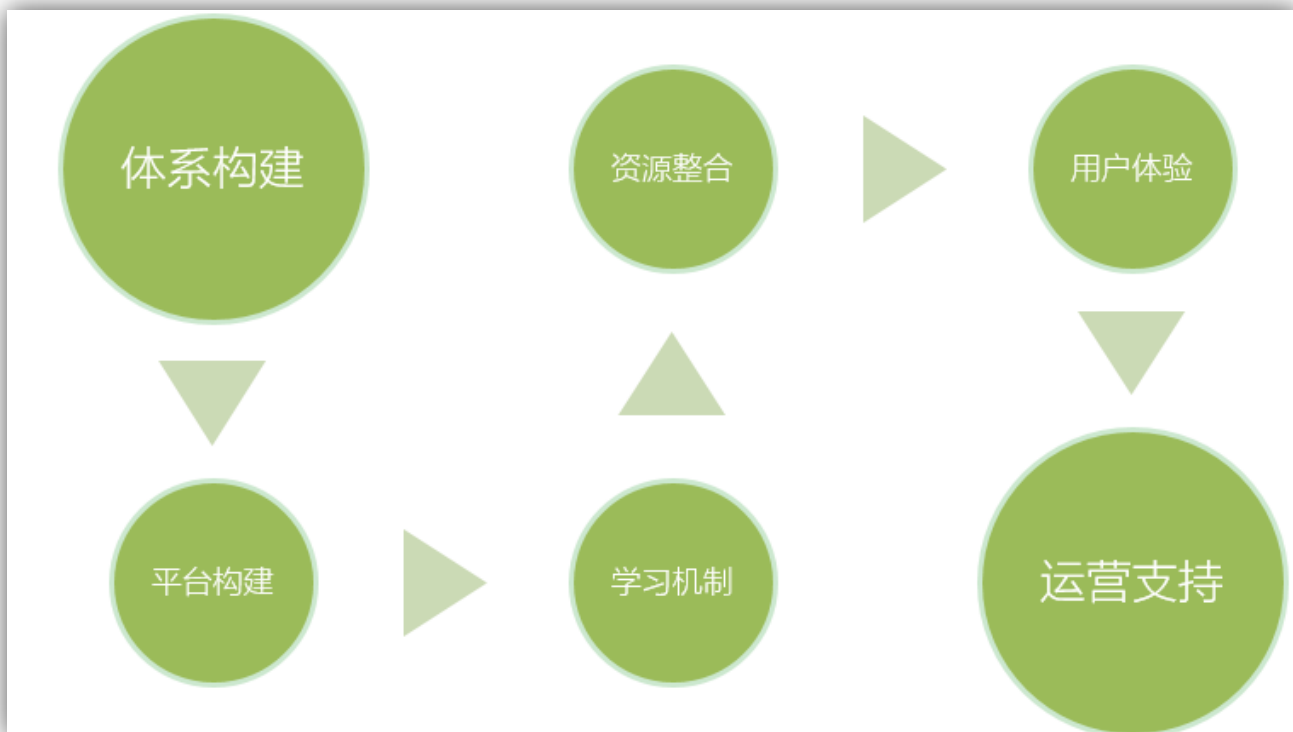 体系构建
平台构建
学习机制
资源整合
用户体验
运营支持